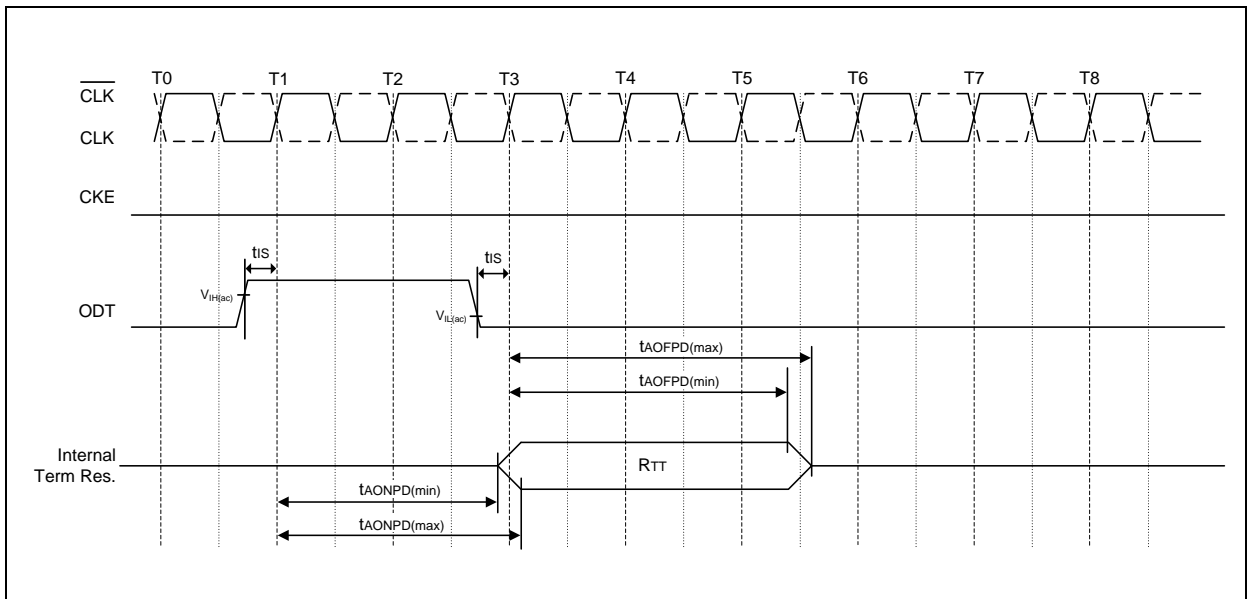 T0 T1 T2 T3 T4 T5 T6 T7 T8
CLK
CLK
CKE
tIS
tIS
VIH(ac)
ODT
VIL(ac)
tAOFPD(max)
tAOFPD(min)
Internal
Term Res.
RTT
tAONPD(min)
tAONPD(max)